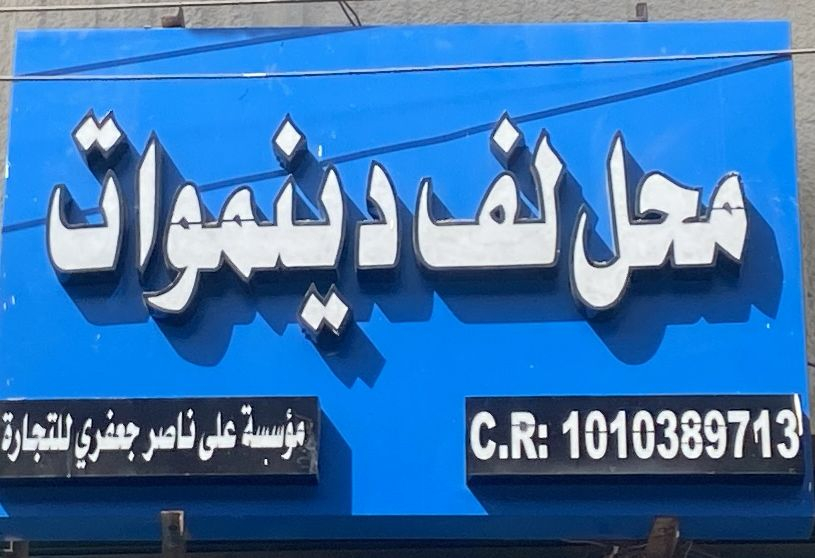 محل لف دينموات
C.R: 1010389713
مؤسسة على ناصر جعفري للتجارة